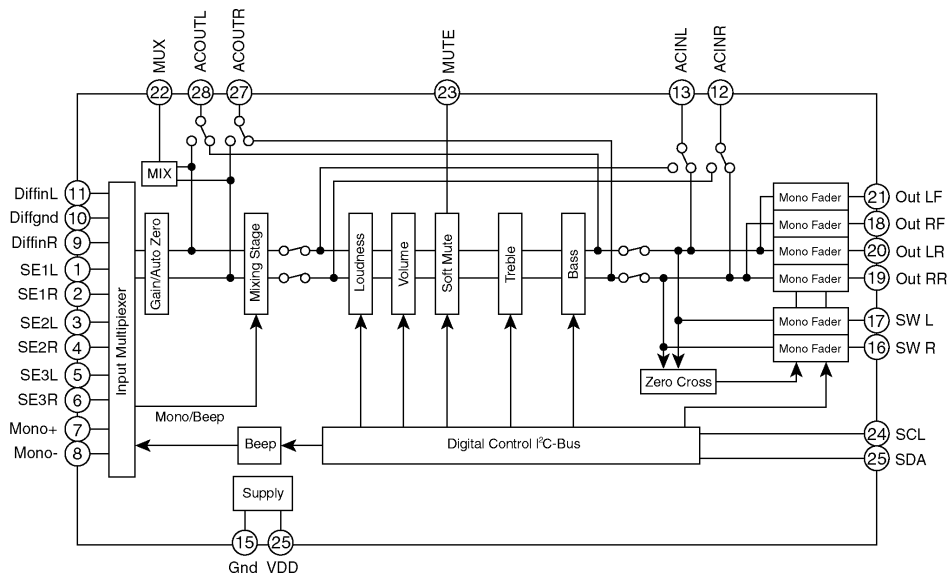 MUX
ACOUTL
ACOUTR
MUTE
ACINL
ACINR
22
28
27
23
13
12
MIX
DiffinL 11
Diffgnd 10
DiffinR 9
SE1L 1
SE1R 2
SE2L 3
SE2R 4
SE3L 5
SE3R 6
Mono+ 7
Mono- 8
Input Multiplexer
Gain/Auto Zero
Mixing Stage
Loudness
Volume
Soft Mute
Treble
Bass
Mono Fader
Mono Fader
Mono Fader
Mono Fader
Mono Fader
Mono Fader
21 Out LF
18 Out RF
20 Out LR
19 Out RR
17 SW L
16 SW R
Zero Cross
Mono/Beep
Beep
Digital Control I²C-Bus
24 SCL
25 SDA
Supply
15
25
Gnd
VDD